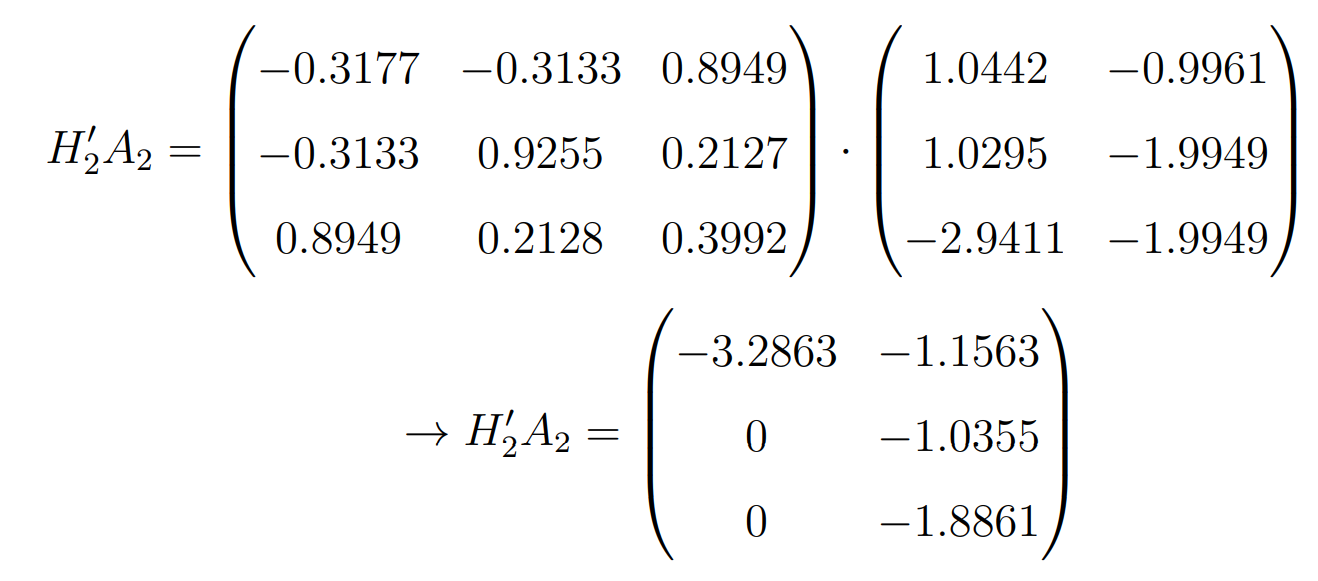 H′₂A₂ = (−0.3177 −0.3133 0.8949; −0.3133 0.9255 0.2127; 0.8949 0.2128 0.3992) · (1.0442 −0.9961; 1.0295 −1.9949; −2.9411 −1.9949)
→ H′₂A₂ = (−3.2863 −1.1563; 0 −1.0355; 0 −1.8861)